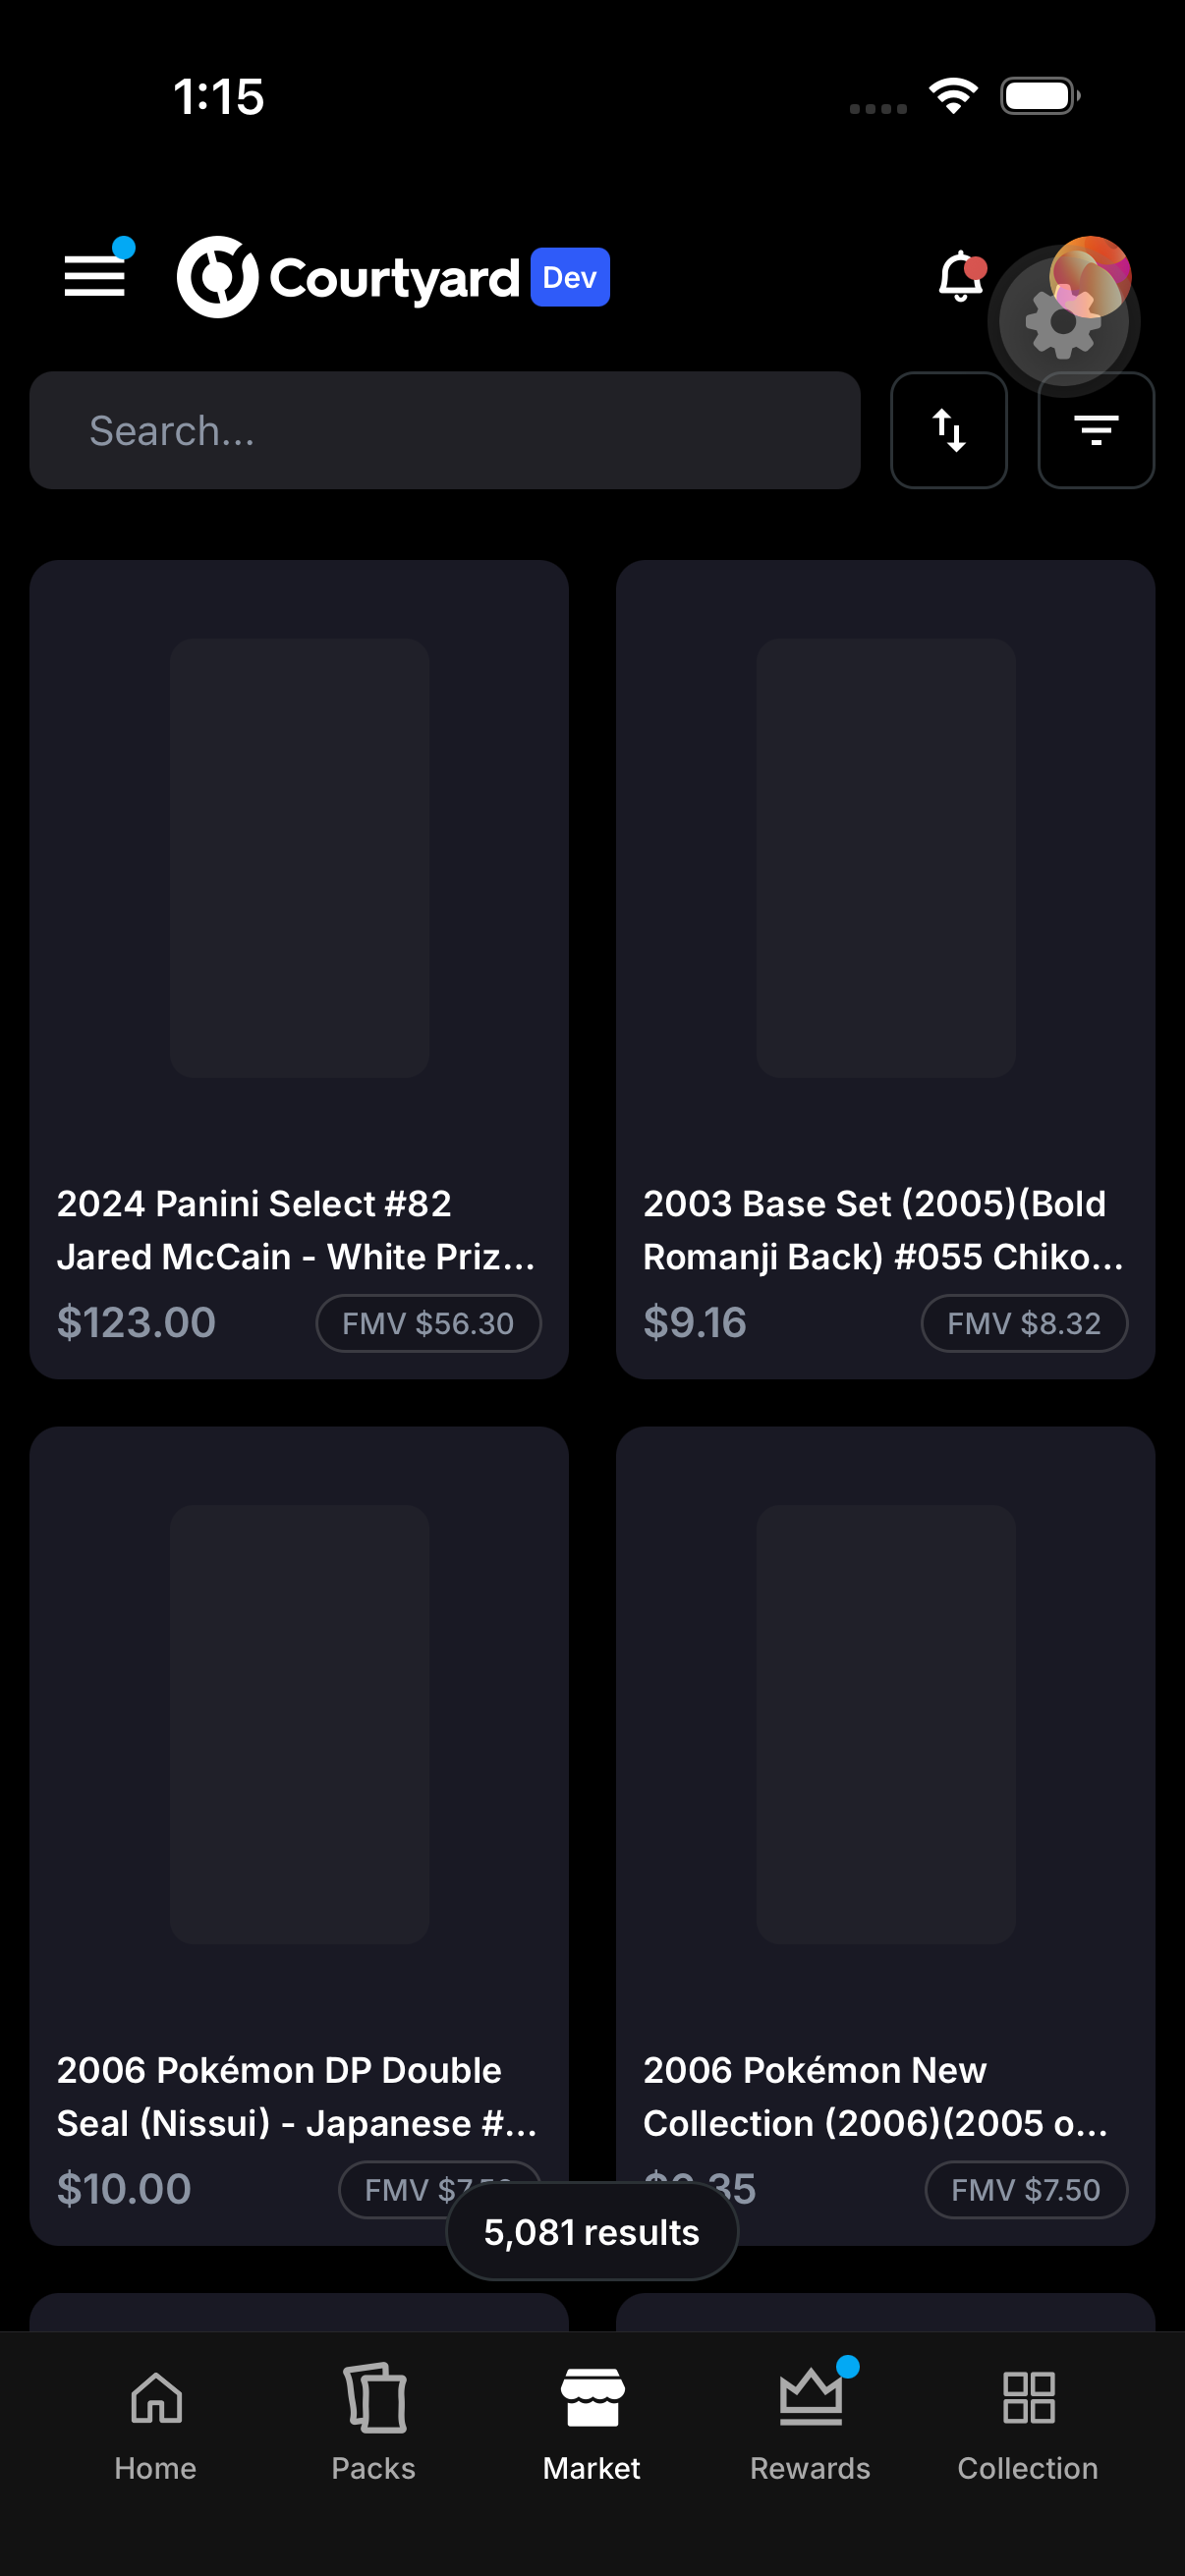 1:15
Courtyard Dev
Search...
2024 Panini Select #82
Jared McCain - White Priz...
$123.00 FMV $56.30
2003 Base Set (2005)(Bold
Romanji Back) #055 Chiko...
$9.16 FMV $8.32
2006 Pokémon DP Double
Seal (Nissui) - Japanese #...
$10.00 FMV
2006 Pokémon New
Collection (2006)(2005 o...
FMV $7.50
5,081 results
Home
Packs
Market
Rewards
Collection